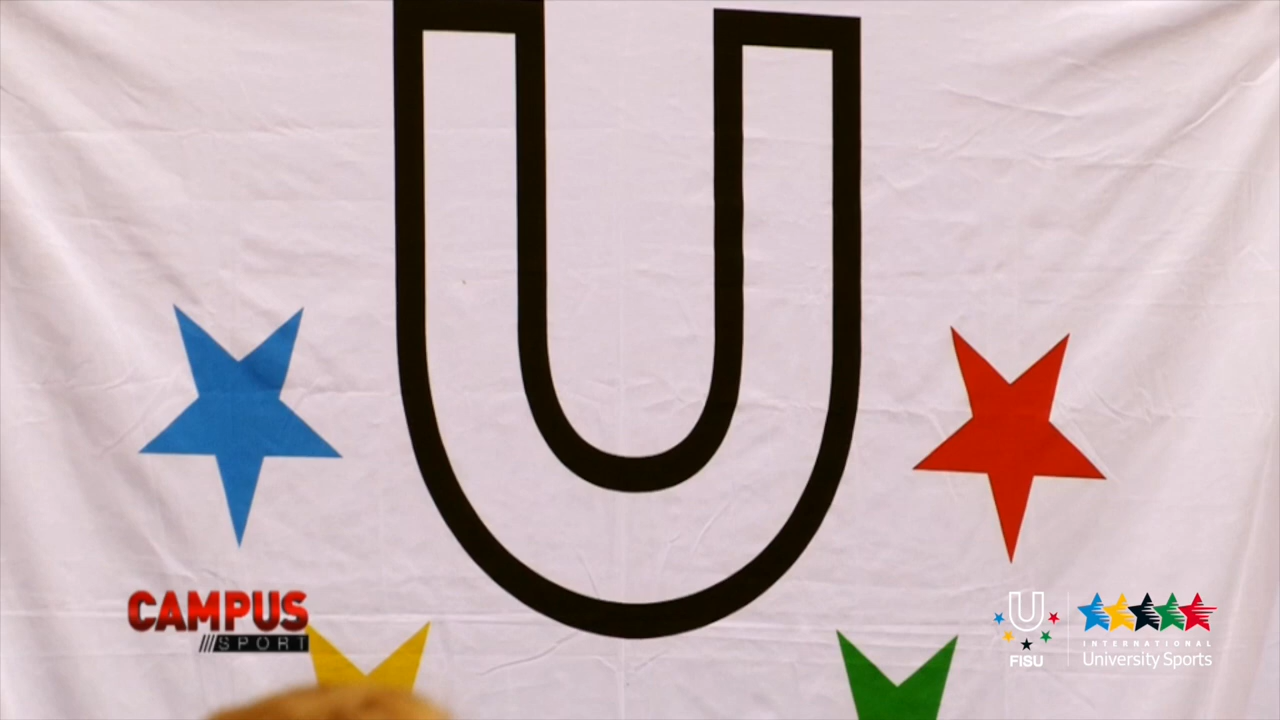 U
CAMPUS
///SPORT
U
FISU
INTERNATIONAL
University Sports